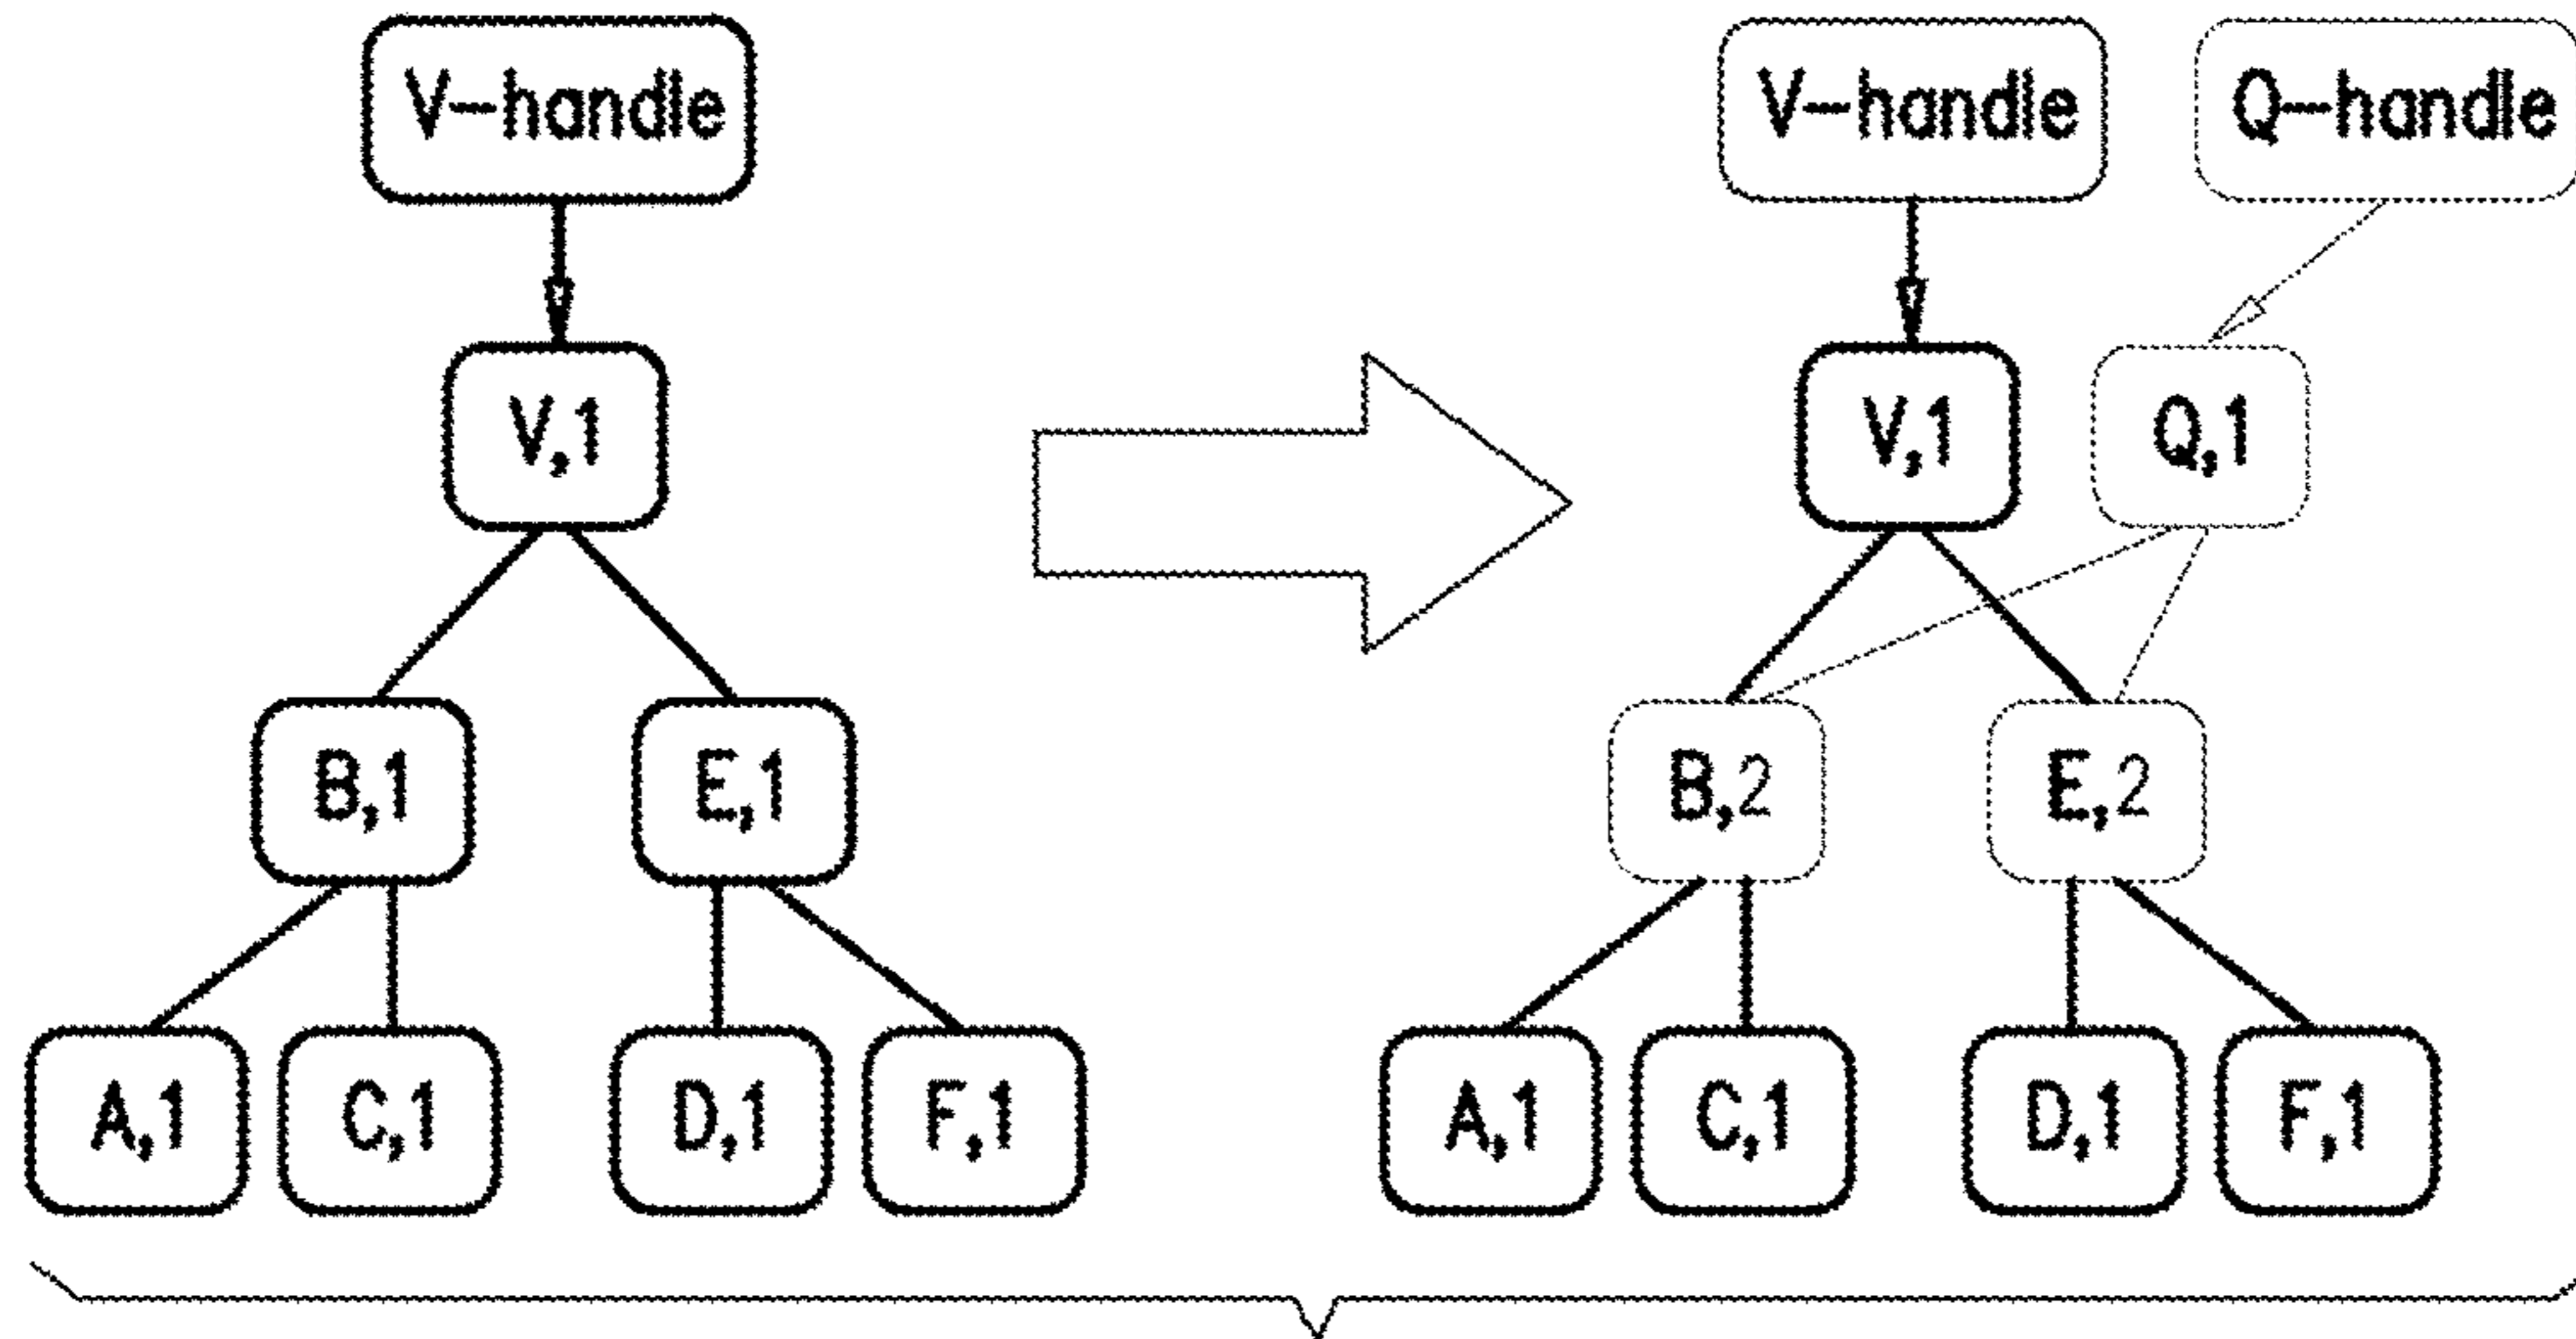 V-handle
V-handle
Q-handle
V,1
V,1
Q,1
B,1
E,1
B,2
E,2
A,1
C,1
D,1
F,1
A,1
C,1
D,1
F,1